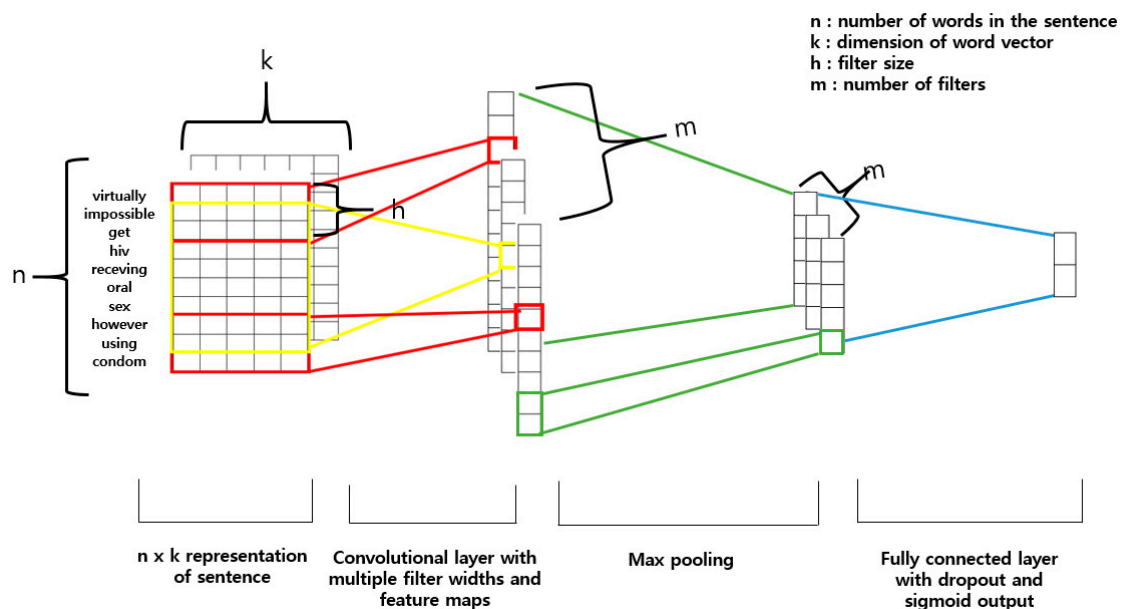 n : number of words in the sentence
k : dimension of word vector
h : filter size
m : number of filters
k
m
m
h
n
virtually
impossible
get
hiv
receving
oral
sex
however
using
condom
n x k representation
of sentence
Convolutional layer with
multiple filter widths and
feature maps
Max pooling
Fully connected layer
with dropout and
sigmoid output